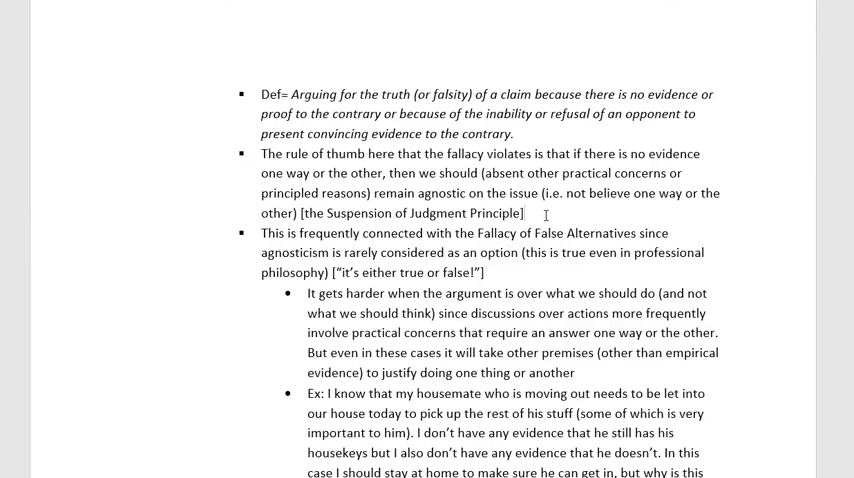 ▪ Def= Arguing for the truth (or falsity) of a claim because there is no evidence or
proof to the contrary or because of the inability or refusal of an opponent to
present convincing evidence to the contrary.
▪ The rule of thumb here that the fallacy violates is that if there is no evidence
one way or the other, then we should (absent other practical concerns or
principled reasons) remain agnostic on the issue (i.e. not believe one way or the
other) [the Suspension of Judgment Principle]
▪ This is frequently connected with the Fallacy of False Alternatives since
agnosticism is rarely considered as an option (this is true even in professional
philosophy) [“it’s either true or false!”]
• It gets harder when the argument is over what we should do (and not
what we should think) since discussions over actions more frequently
involve practical concerns that require an answer one way or the other.
But even in these cases it will take other premises (other than empirical
evidence) to justify doing one thing or another
• Ex: I know that my housemate who is moving out needs to be let into
our house today to pick up the rest of his stuff (some of which is very
important to him). I don’t have any evidence that he still has his
housekeys but I also don’t have any evidence that he doesn’t. In this
case I should stay at home to make sure he can get in, but why is this